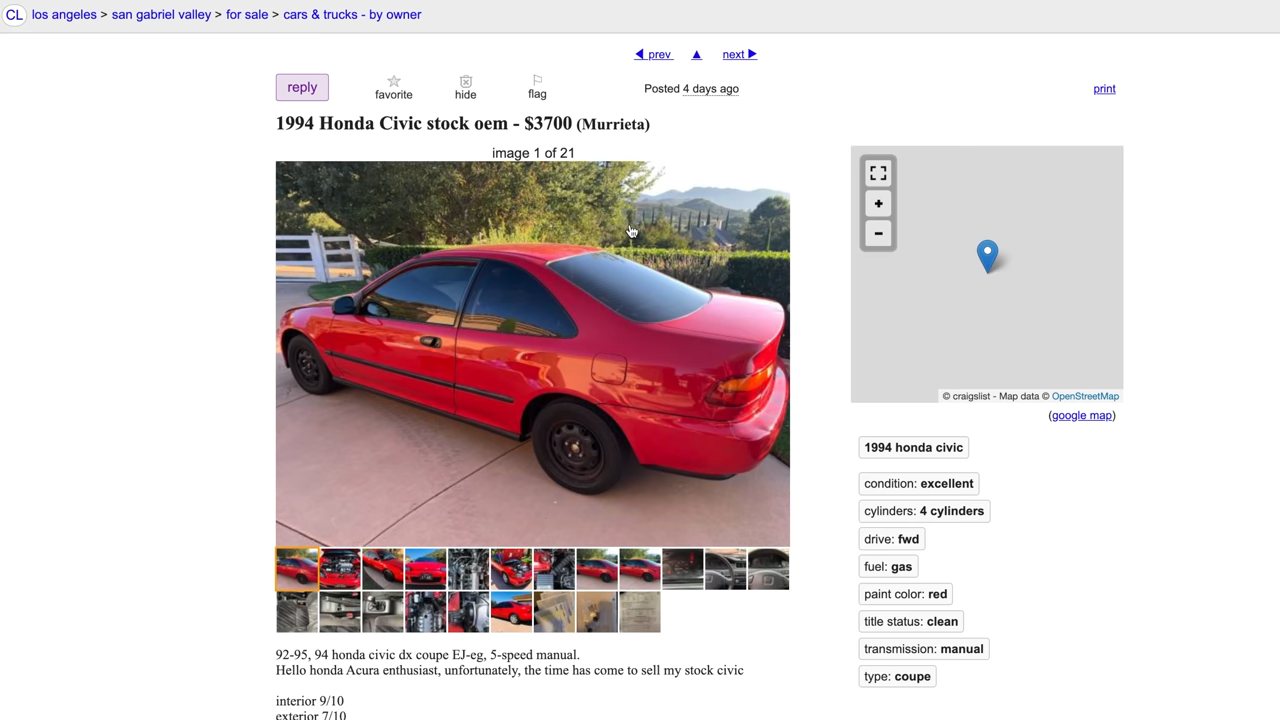 CL los angeles > san gabriel valley > for sale > cars & trucks - by owner
◀ prev ▲ next ▶
reply
favorite
hide
flag
Posted 4 days ago
print
1994 Honda Civic stock oem - $3700 (Murrieta)
image 1 of 21
+
−
© craigslist - Map data © OpenStreetMap
(google map)
1994 honda civic
condition: excellent
cylinders: 4 cylinders
drive: fwd
fuel: gas
paint color: red
title status: clean
transmission: manual
type: coupe
92-95, 94 honda civic dx coupe EJ-eg, 5-speed manual.
Hello honda Acura enthusiast, unfortunately, the time has come to sell my stock civic
interior 9/10
exterior 7/10